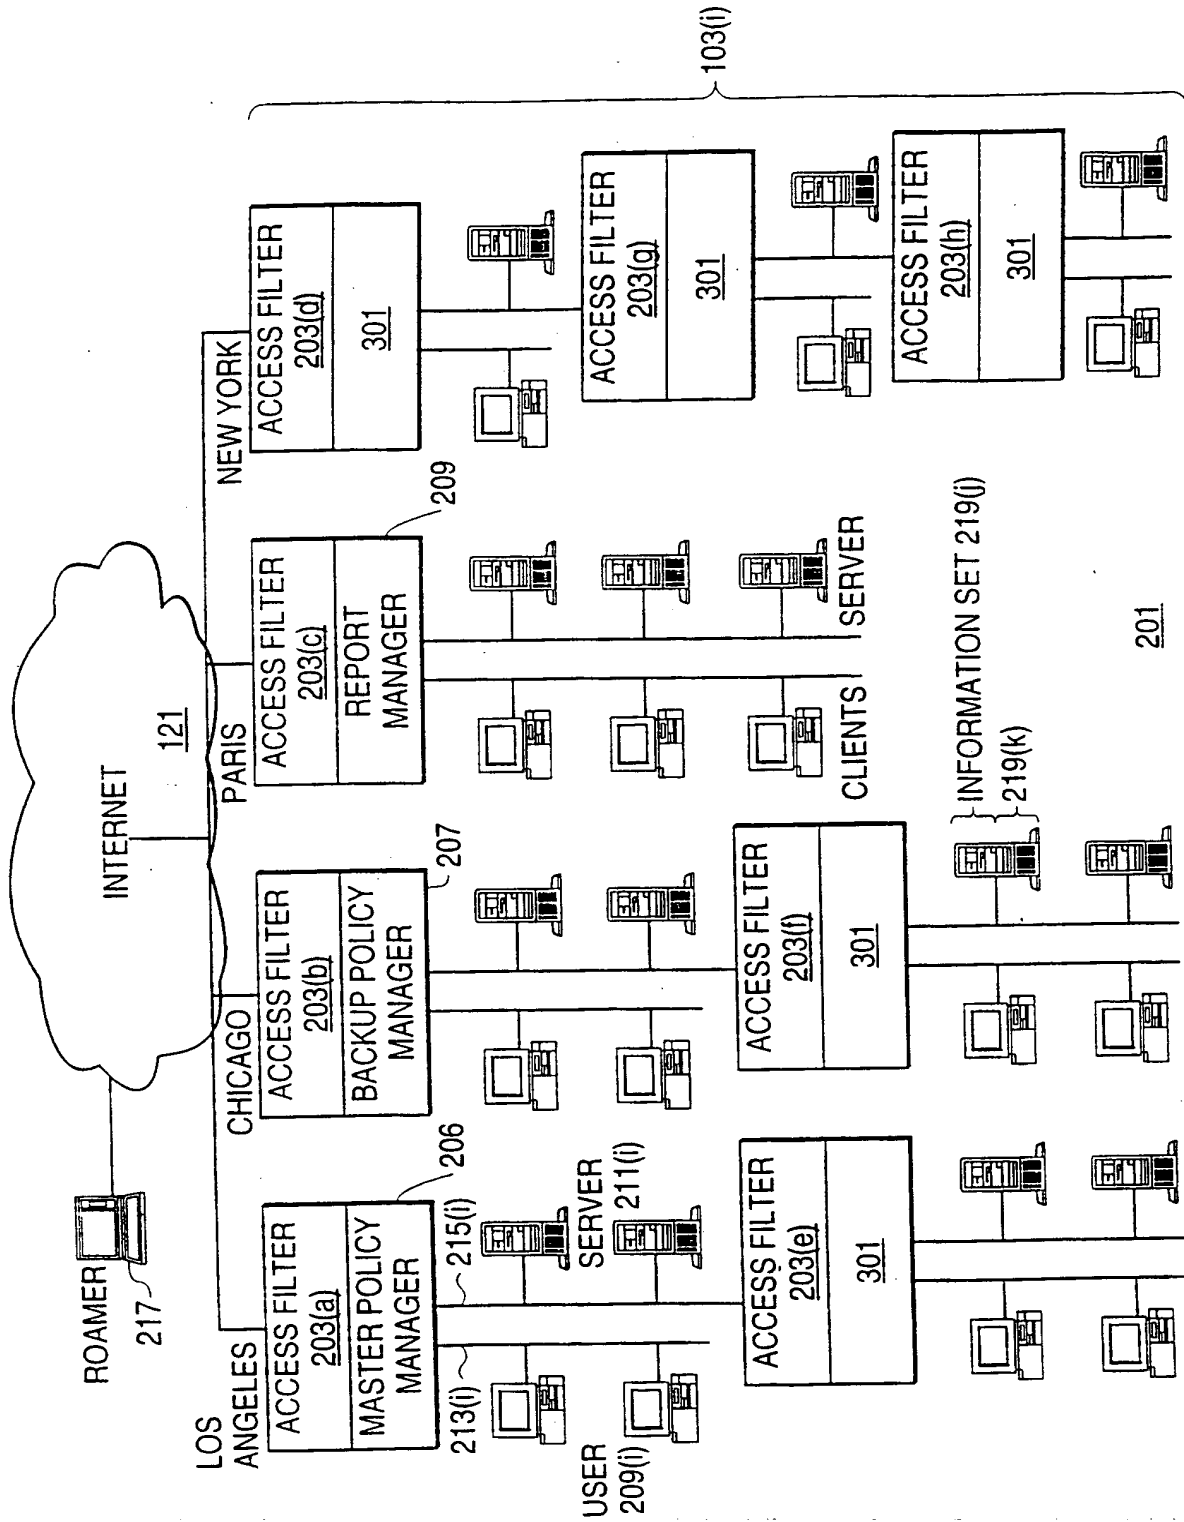 ROAMER
217
INTERNET
121
LOS
ANGELES
CHICAGO
PARIS
NEW YORK
ACCESS FILTER
203(a)
MASTER POLICY
MANAGER
206
ACCESS FILTER
203(b)
BACKUP POLICY
MANAGER
207
ACCESS FILTER
203(c)
REPORT
MANAGER
209
ACCESS FILTER
203(d)
301
103(i)
213(i)
215(i)
USER
209(i)
SERVER
211(i)
ACCESS FILTER
203(e)
301
ACCESS FILTER
203(f)
301
INFORMATION SET 219(j)
219(k)
CLIENTS
SERVER
ACCESS FILTER
203(g)
301
ACCESS FILTER
203(h)
301
201